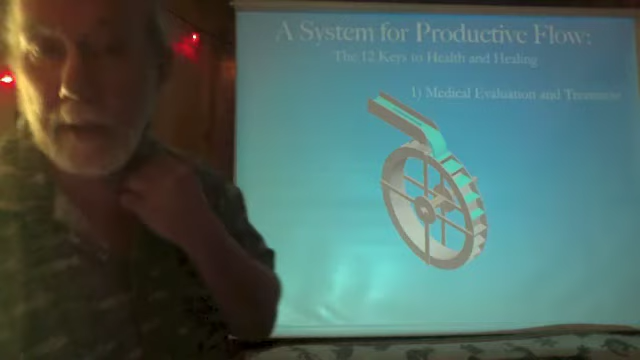 A System for Productive Flow:
The 12 Keys to Health and Healing
1) Medical Evaluation and Treatment